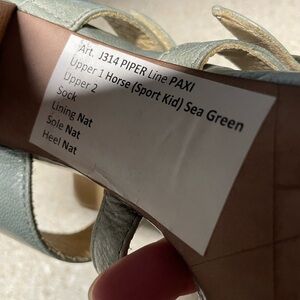 Art. J314 PIPER Line PAXI
Upper 1 Horse (Sport Kid) Sea Green
Upper 2
Sock
Lining Nat
Sole Nat
Heel Nat